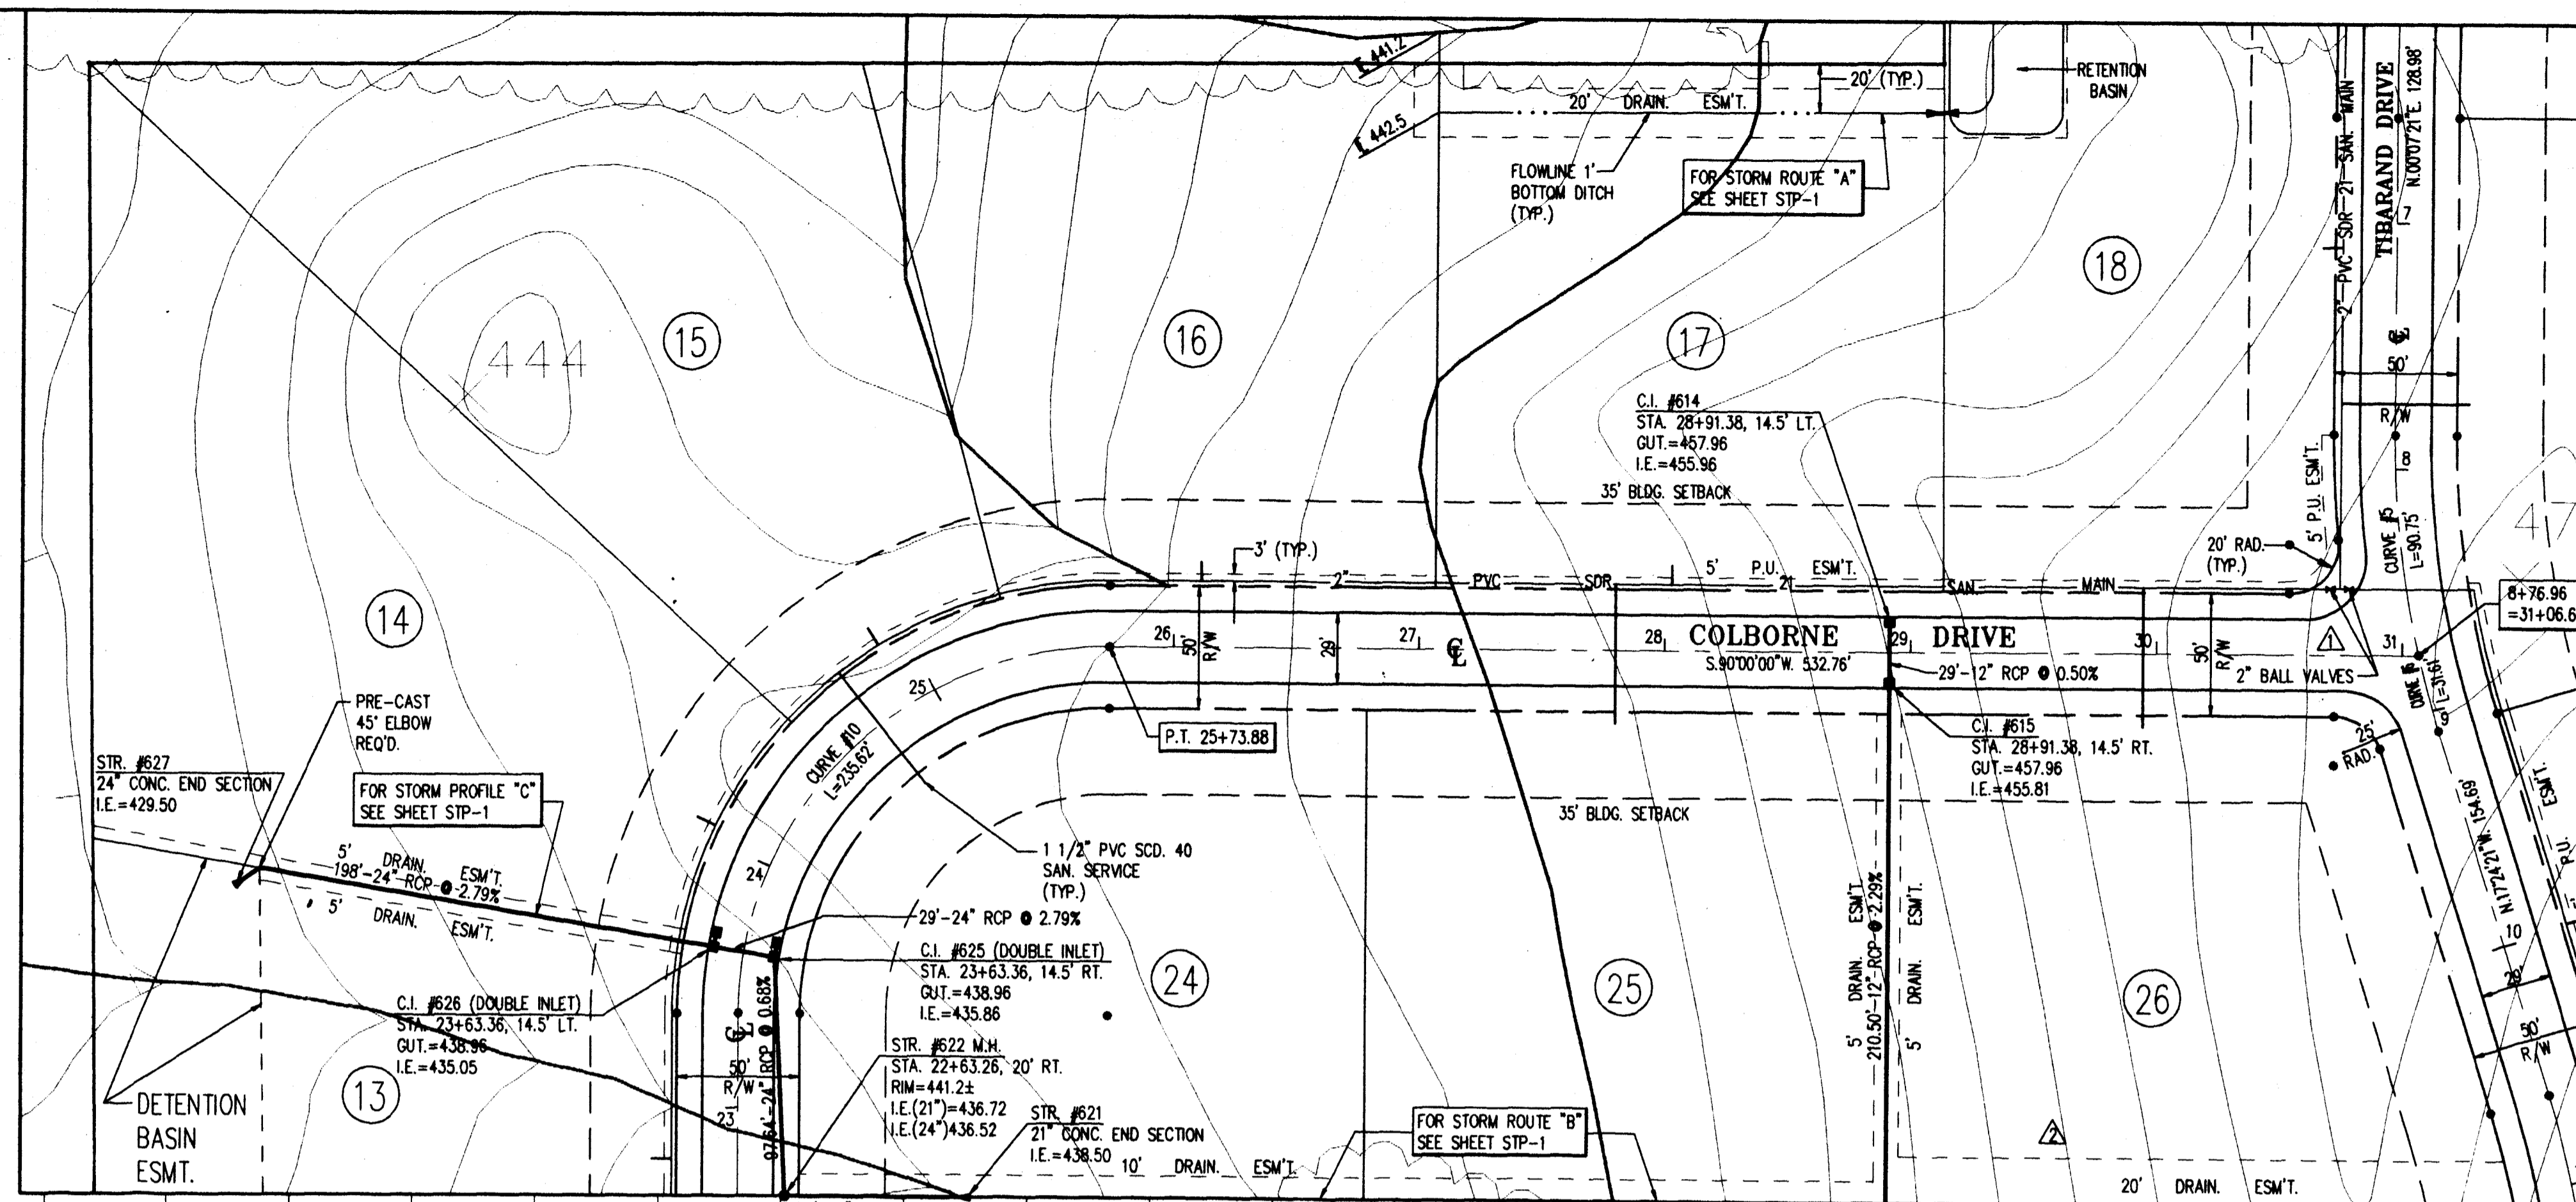 441.2
442.5
20' DRAIN. ESM'T.
20' (TYP.)
RETENTION
BASIN
FLOWLINE 1'
BOTTOM DITCH
(TYP.)
FOR STORM ROUTE "A"
SEE SHEET STP-1
2" PVC SDR 21 SAN. MAIN
TIBARAND DRIVE
N.00°07'21"E. 128.98'
7
50'
R/W
8
5' P.U. ESM'T.
CURVE #5
L=90.75'
444
14
15
16
17
18
C.I. #614
STA. 28+91.38, 14.5' LT.
GUT.=457.96
I.E.=455.96
35' BLDG. SETBACK
47
20' RAD.
(TYP.)
3' (TYP.)
2" PVC SDR 21 SAN. MAIN
5' P.U. ESM'T.
8+76.96
=31+06.6
26
27
28
29
30
31
50'
R/W
29'
COLBORNE DRIVE
S.90°00'00"W. 532.76'
50'
R/W
1
2" BALL VALVES
29'-12" RCP @ 0.50%
C.I. #615
STA. 28+91.38, 14.5' RT.
GUT.=457.96
I.E.=455.81
9
25'
RAD.
25
CURVE #10
L=235.62'
24
P.T. 25+73.88
PRE-CAST
45° ELBOW
REQ'D.
STR. #627
24" CONC. END SECTION
I.E.=429.50
FOR STORM PROFILE "C"
SEE SHEET STP-1
5' DRAIN. ESM'T.
198'-24" RCP @ 2.79%
5' DRAIN. ESM'T.
1 1/2" PVC SCD. 40
SAN. SERVICE
(TYP.)
29'-24" RCP @ 2.79%
C.I. #625 (DOUBLE INLET)
STA. 23+63.36, 14.5' RT.
GUT.=438.96
I.E.=435.86
C.I. #626 (DOUBLE INLET)
STA. 23+63.36, 14.5' LT.
GUT.=438.96
I.E.=435.05
STR. #622 M.H.
STA. 22+63.26, 20' RT.
RIM=441.2±
I.E.(21")=436.72
I.E.(24")436.52
STR. #621
21" CONC. END SECTION
I.E.=438.50
97.64'-24" RCP @ 0.68%
50'
R/W
23
DETENTION
BASIN
ESMT.
13
24
25
26
35' BLDG. SETBACK
5' DRAIN. ESM'T.
210.50'-12"-RCP @ 2.29%
5' DRAIN. ESM'T.
FOR STORM ROUTE "B"
SEE SHEET STP-1
10' DRAIN. ESM'T.
2
20' DRAIN. ESM'T.
N.17°24'21"W. 154.69'
10
29'
50'
R/W
P.U. ESM'T.